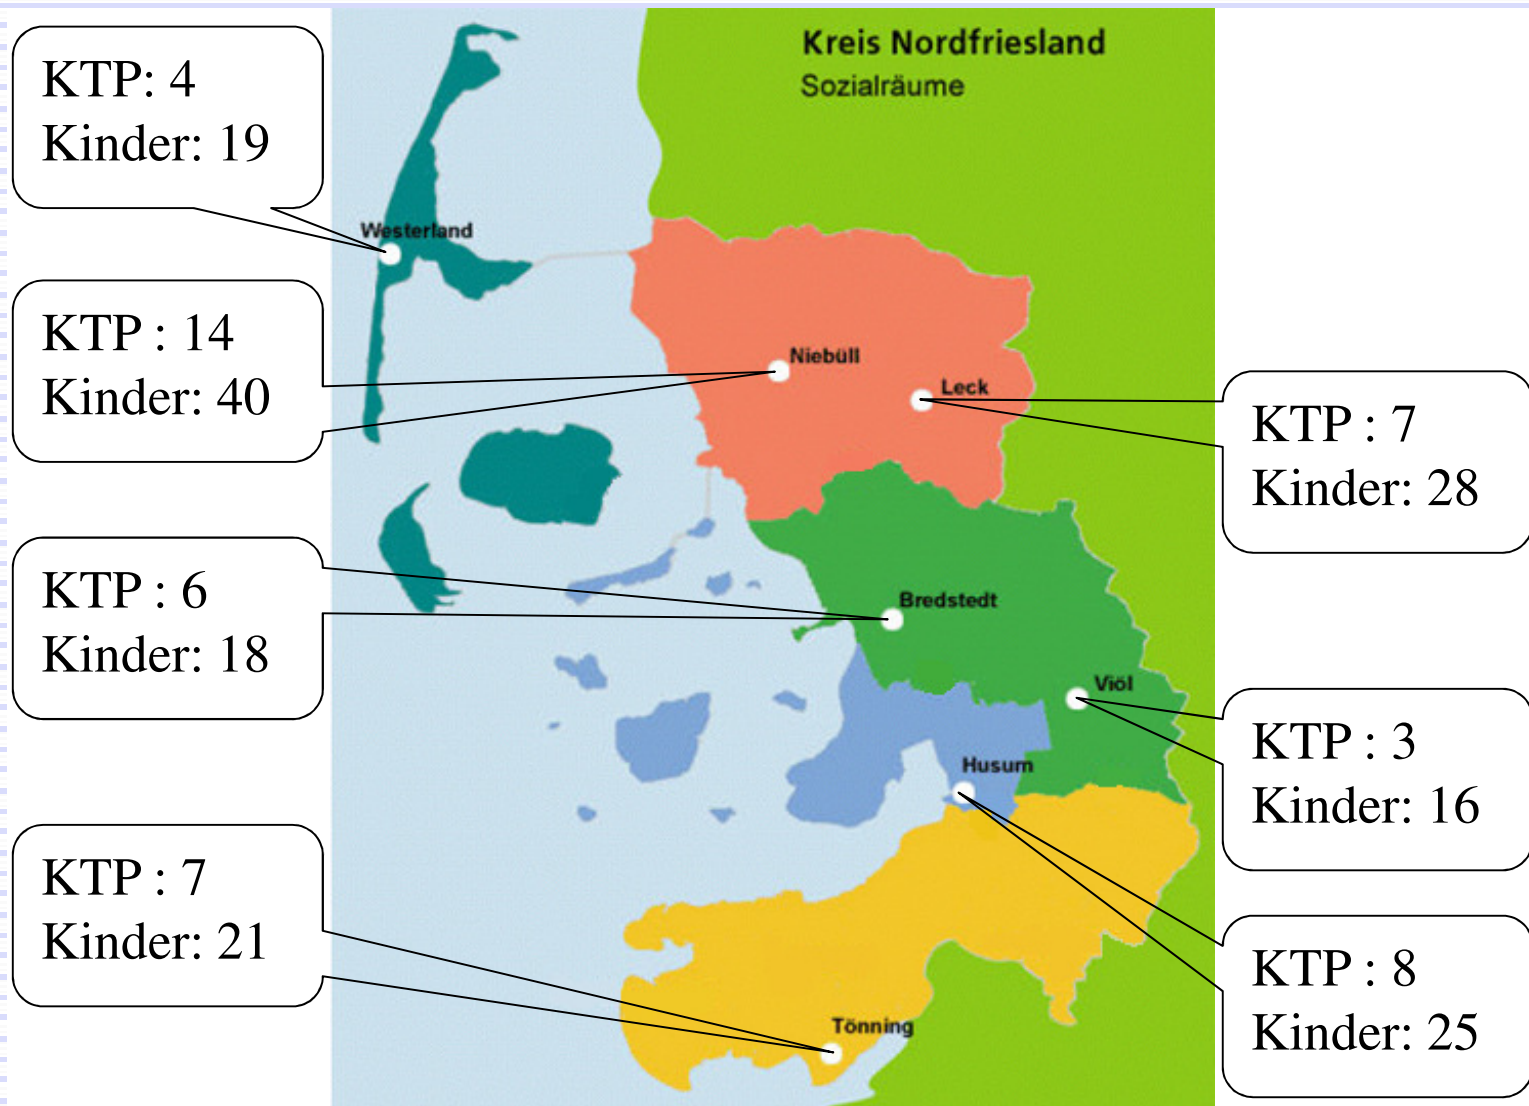 Kreis Nordfriesland
Sozialräume
KTP: 4
Kinder: 19
Westerland
KTP : 14
Kinder: 40
Niebüll
Leck
KTP : 7
Kinder: 28
KTP : 6
Kinder: 18
Bredstedt
Viöl
KTP : 3
Kinder: 16
Husum
KTP : 7
Kinder: 21
Tönning
KTP : 8
Kinder: 25